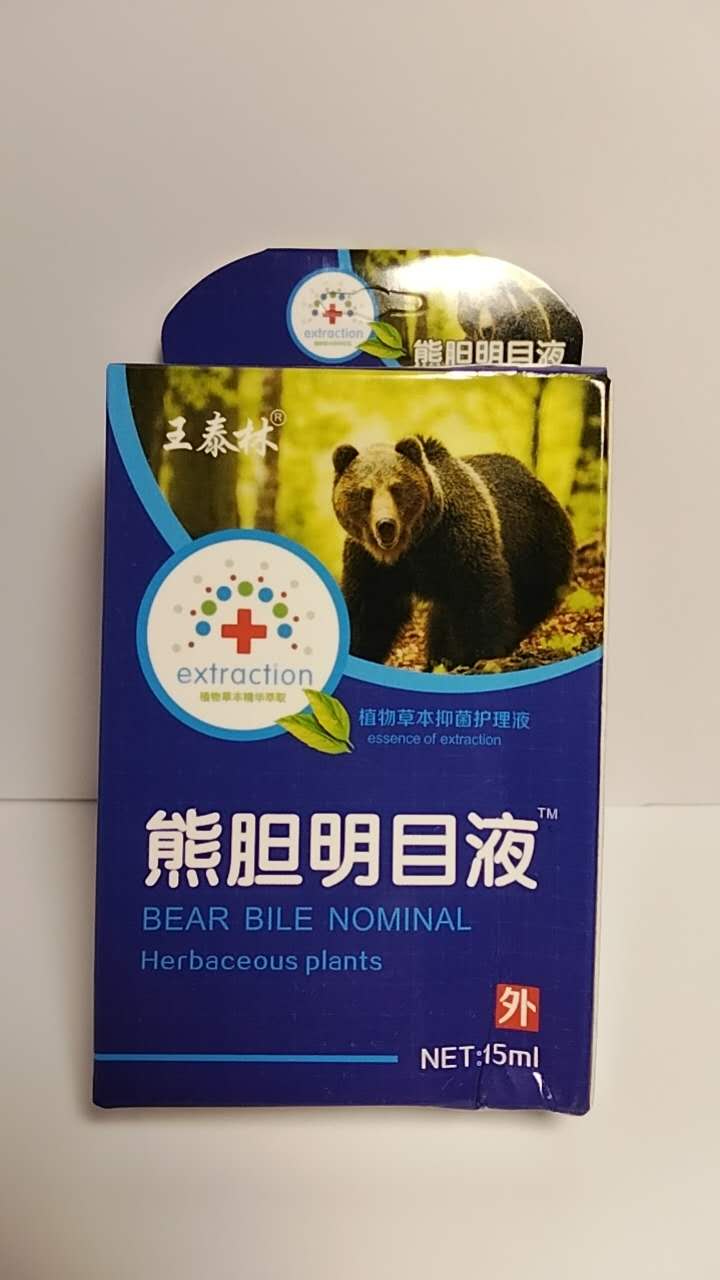 extraction
熊胆明目液
王泰林®
extraction
植物草本精华萃取
植物草本抑菌护理液
essence of extraction
熊胆明目液™
BEAR BILE NOMINAL
Herbaceous plants
外
NET:15ml